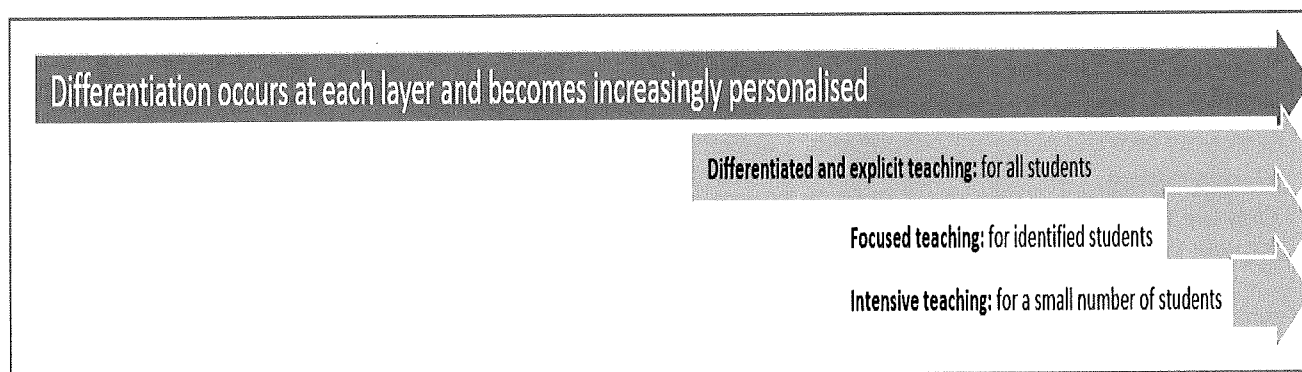 Differentiation occurs at each layer and becomes increasingly personalised
Differentiated and explicit teaching: for all students
Focused teaching: for identified students
Intensive teaching: for a small number of students